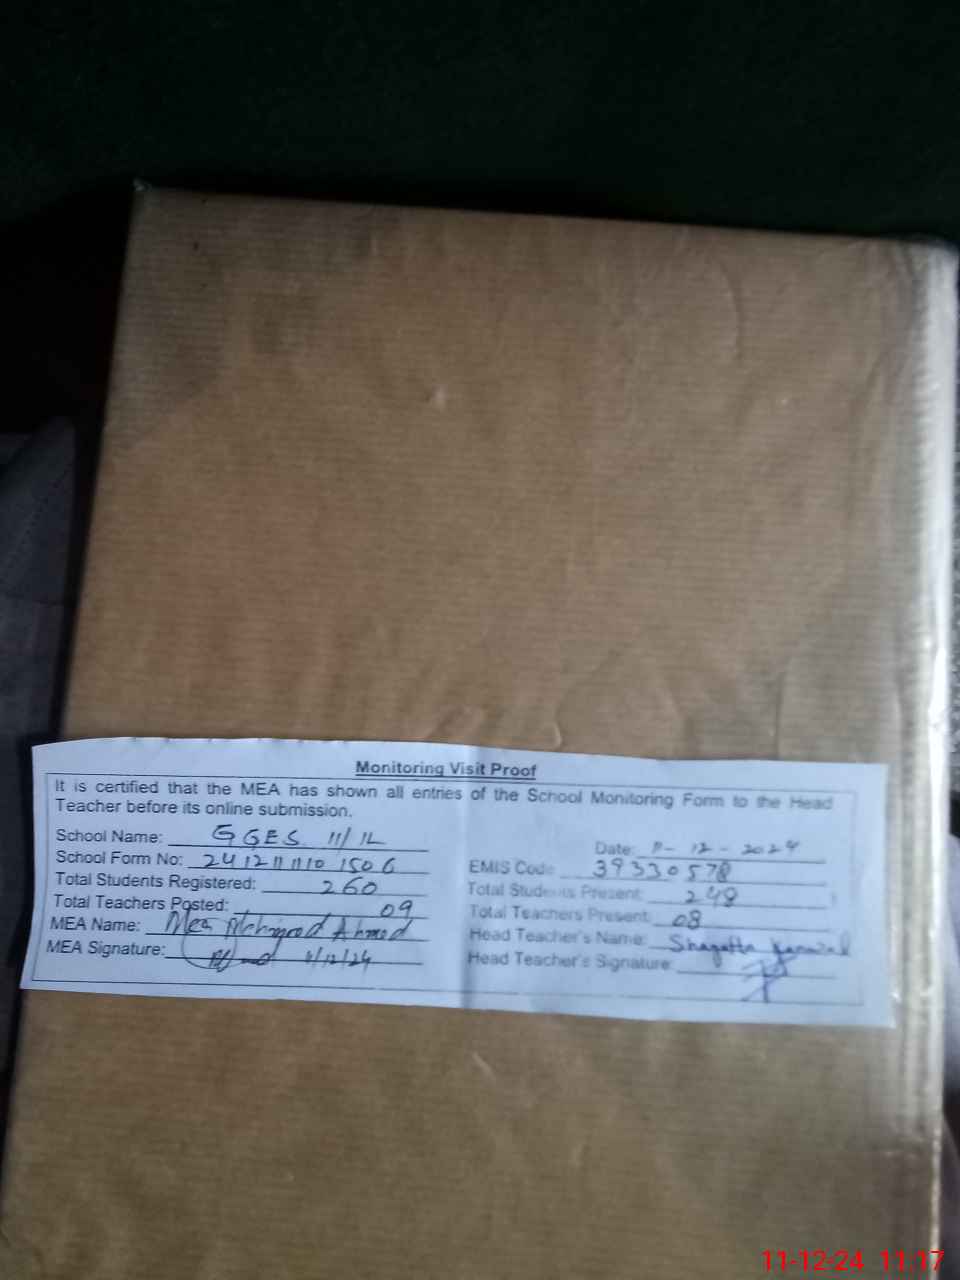 Monitoring Visit Proof
It is certified that the MEA has shown all entries of the School Monitoring Form to the Head
Teacher before its online submission.
School Name: GGES 11/1L
Date: 11-12-2024
School Form No: 241211 1110 1506
EMIS Code: 39330578
Total Students Registered: 260
Total Students Present: 248
Total Teachers Posted: 09
Total Teachers Present: 08
MEA Name: Mea Ahmad
Head Teacher's Name:
MEA Signature: 11/12/24
Head Teacher's Signature:
11-12-24 11:17